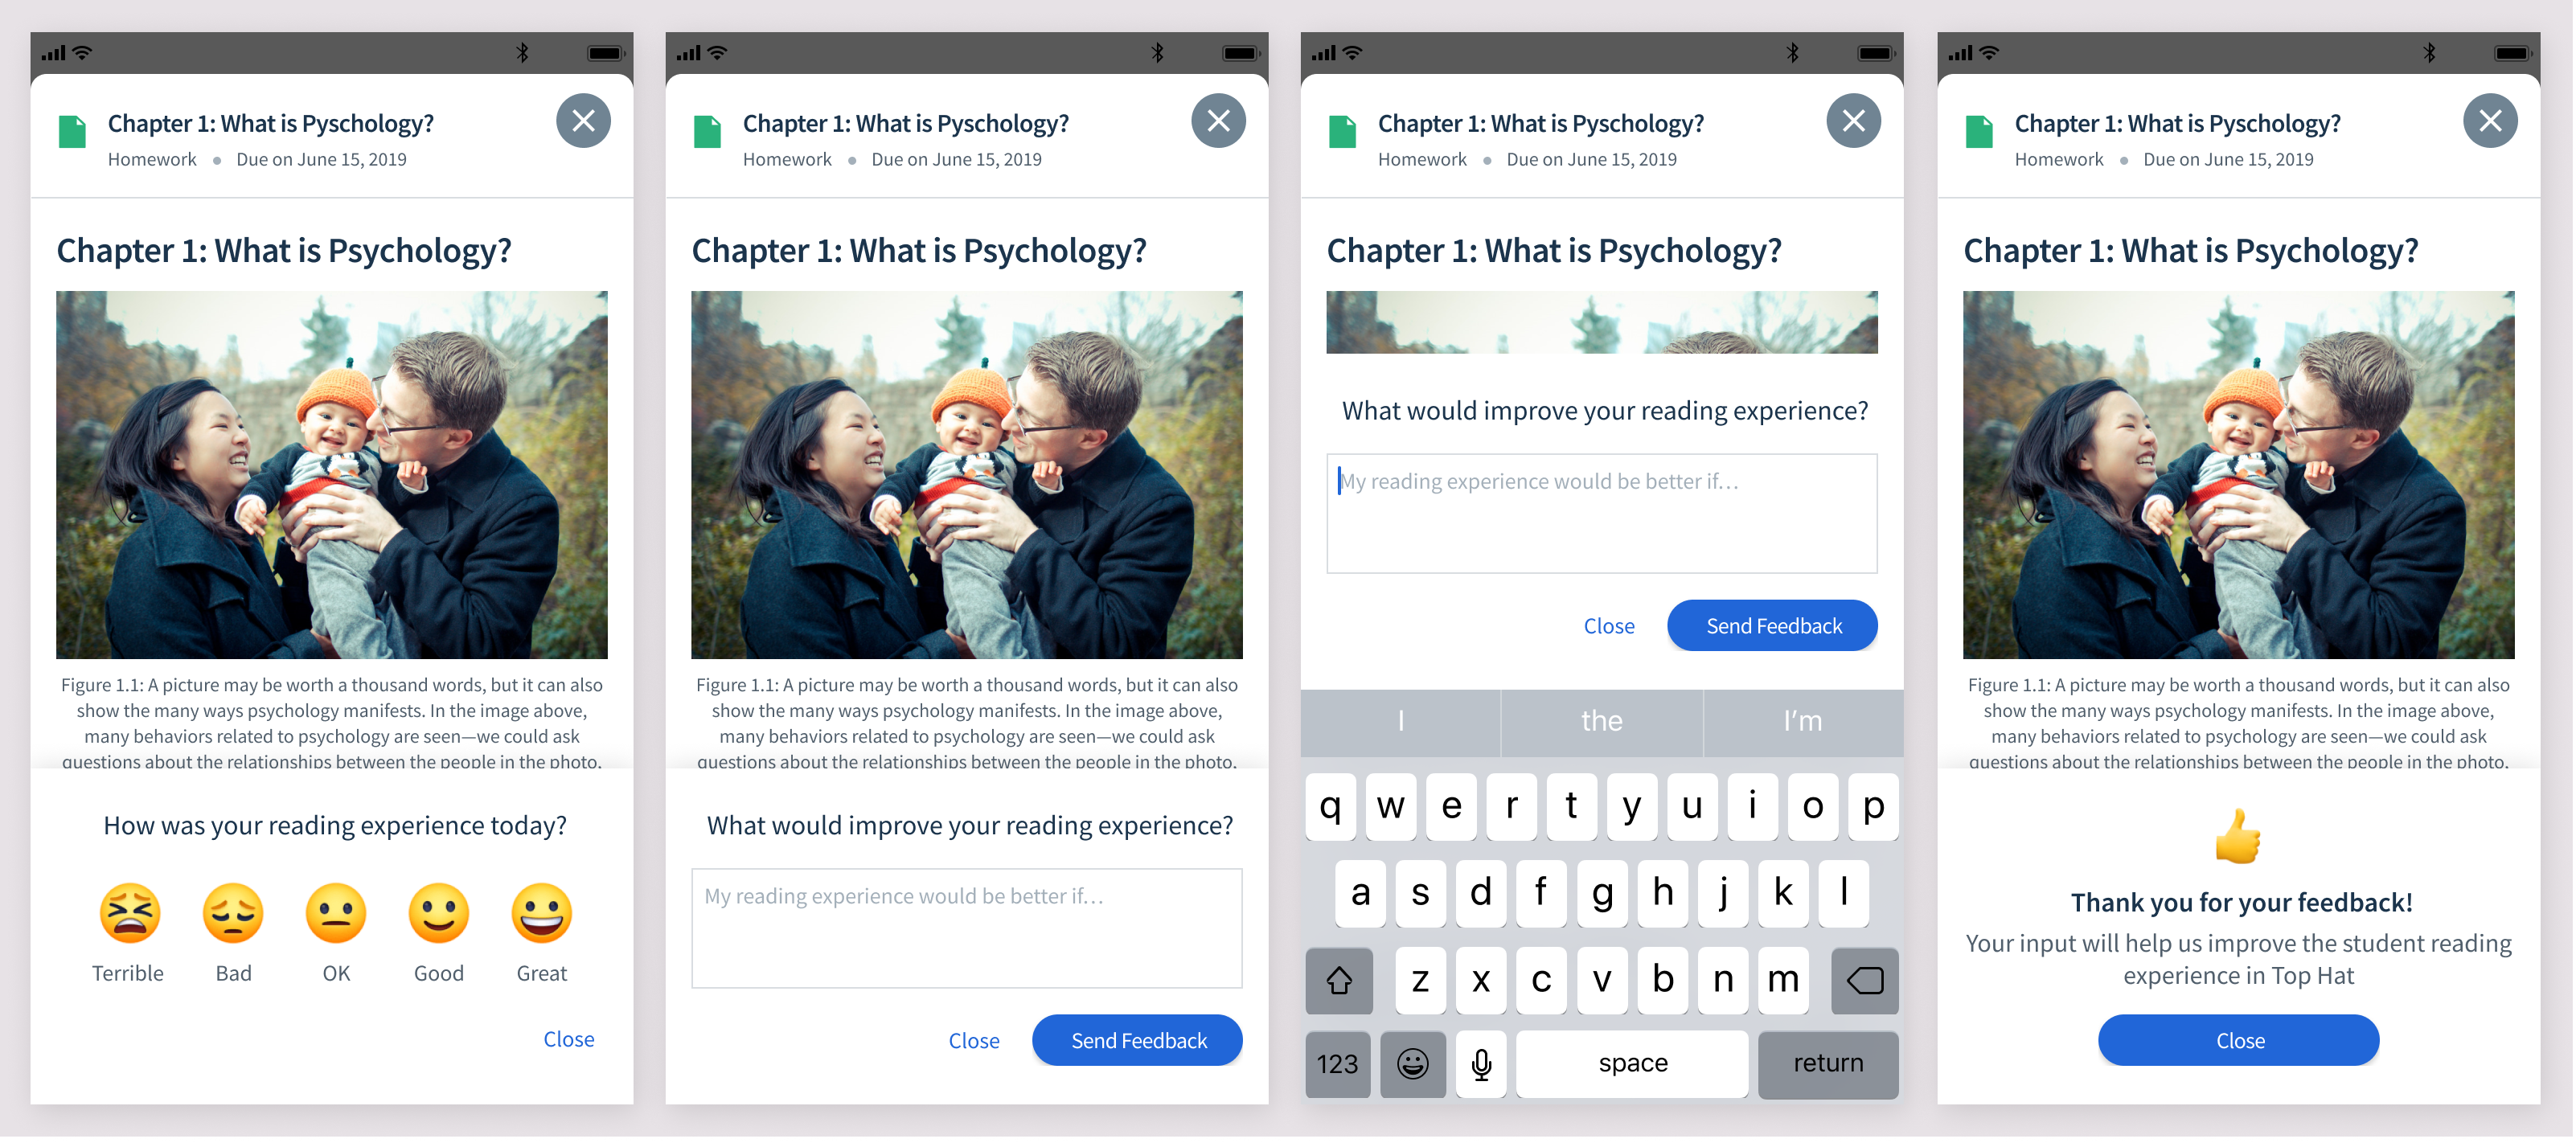 Chapter 1: What is Pyschology?
Homework • Due on June 15, 2019
Chapter 1: What is Psychology?
Figure 1.1: A picture may be worth a thousand words, but it can also
show the many ways psychology manifests. In the image above,
many behaviors related to psychology are seen—we could ask
questions about the relationships between the people in the photo,
How was your reading experience today?
Terrible Bad OK Good Great
Close
Chapter 1: What is Pyschology?
Homework • Due on June 15, 2019
Chapter 1: What is Psychology?
Figure 1.1: A picture may be worth a thousand words, but it can also
show the many ways psychology manifests. In the image above,
many behaviors related to psychology are seen—we could ask
questions about the relationships between the people in the photo,
What would improve your reading experience?
My reading experience would be better if…
Close Send Feedback
Chapter 1: What is Pyschology?
Homework • Due on June 15, 2019
Chapter 1: What is Psychology?
What would improve your reading experience?
My reading experience would be better if…
Close Send Feedback
I the I’m
q w e r t y u i o p
a s d f g h j k l
z x c v b n m
123 space return
Chapter 1: What is Pyschology?
Homework • Due on June 15, 2019
Chapter 1: What is Psychology?
Figure 1.1: A picture may be worth a thousand words, but it can also
show the many ways psychology manifests. In the image above,
many behaviors related to psychology are seen—we could ask
questions about the relationships between the people in the photo,
Thank you for your feedback!
Your input will help us improve the student reading
experience in Top Hat
Close